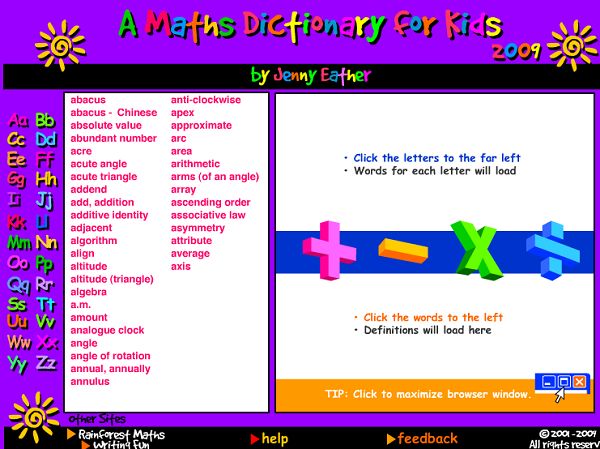 A Maths Dictionary for Kids
2009
by Jenny Eather
Aa Bb
Cc Dd
Ee Ff
Gg Hh
Ii Jj
Kk Ll
Mm Nn
Oo Pp
Qq Rr
Ss Tt
Uu Vv
Ww Xx
Yy Zz
abacus
abacus - Chinese
absolute value
abundant number
acre
acute angle
acute triangle
addend
add, addition
additive identity
adjacent
algorithm
align
altitude
altitude (triangle)
algebra
a.m.
amount
analogue clock
angle
angle of rotation
annual, annually
annulus
anti-clockwise
apex
approximate
arc
area
arithmetic
arms (of an angle)
array
ascending order
associative law
asymmetry
attribute
average
axis
• Click the letters to the far left
• Words for each letter will load
• Click the words to the left
• Definitions will load here
TIP: Click to maximize browser window.
other Sites
Rainforest Maths
Writing Fun
help
feedback
© 2001 - 2009
All rights reserv